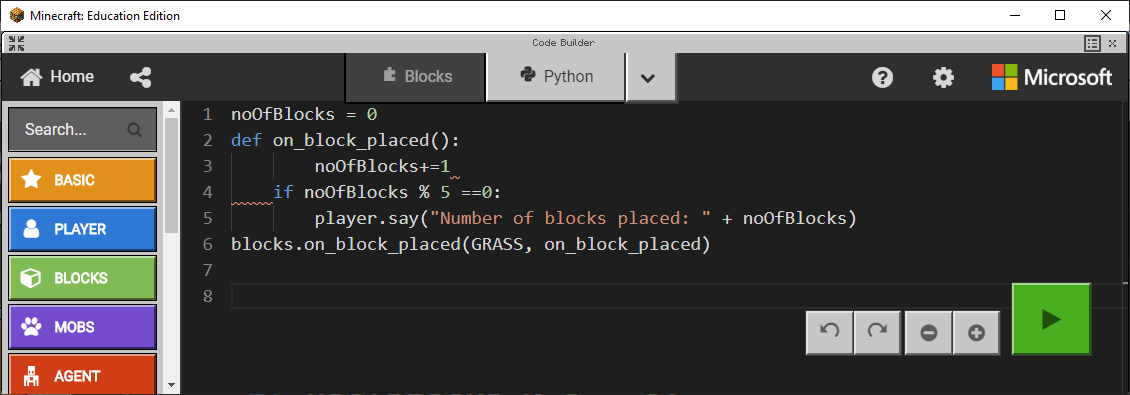 Minecraft: Education Edition
Code Builder
Home
Blocks
Python
Microsoft
Search...
BASIC
PLAYER
BLOCKS
MOBS
AGENT
1 noOfBlocks = 0
2 def on_block_placed():
3         noOfBlocks+=1
4     if noOfBlocks % 5 ==0:
5         player.say("Number of blocks placed: " + noOfBlocks)
6 blocks.on_block_placed(GRASS, on_block_placed)
7
8